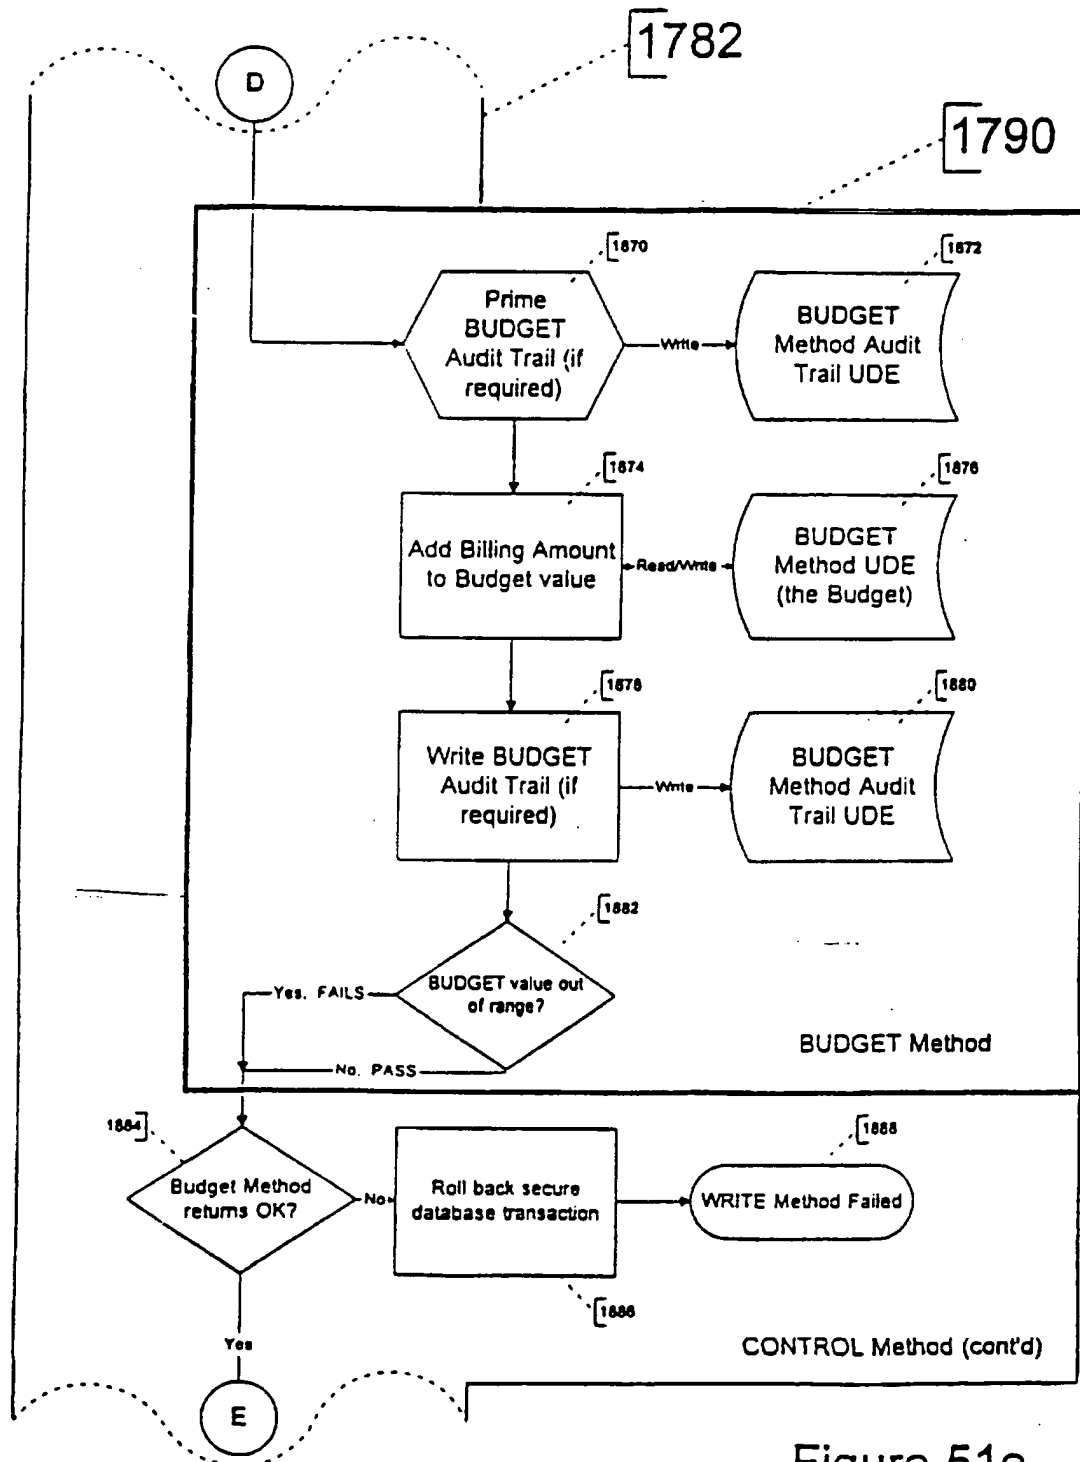 1782
D
1790
1870
Prime
BUDGET
Audit Trail (if
required)
Write
1872
BUDGET
Method Audit
Trail UDE
1874
Add Billing Amount
to Budget value
Read/Write
1876
BUDGET
Method UDE
(the Budget)
1878
Write BUDGET
Audit Trail (if
required)
Write
1880
BUDGET
Method Audit
Trail UDE
1882
BUDGET value out
of range?
Yes, FAILS
No, PASS
BUDGET Method
1884
Budget Method
returns OK?
No
Roll back secure
database transaction
1886
1888
WRITE Method Failed
Yes
CONTROL Method (cont'd)
E
Figure